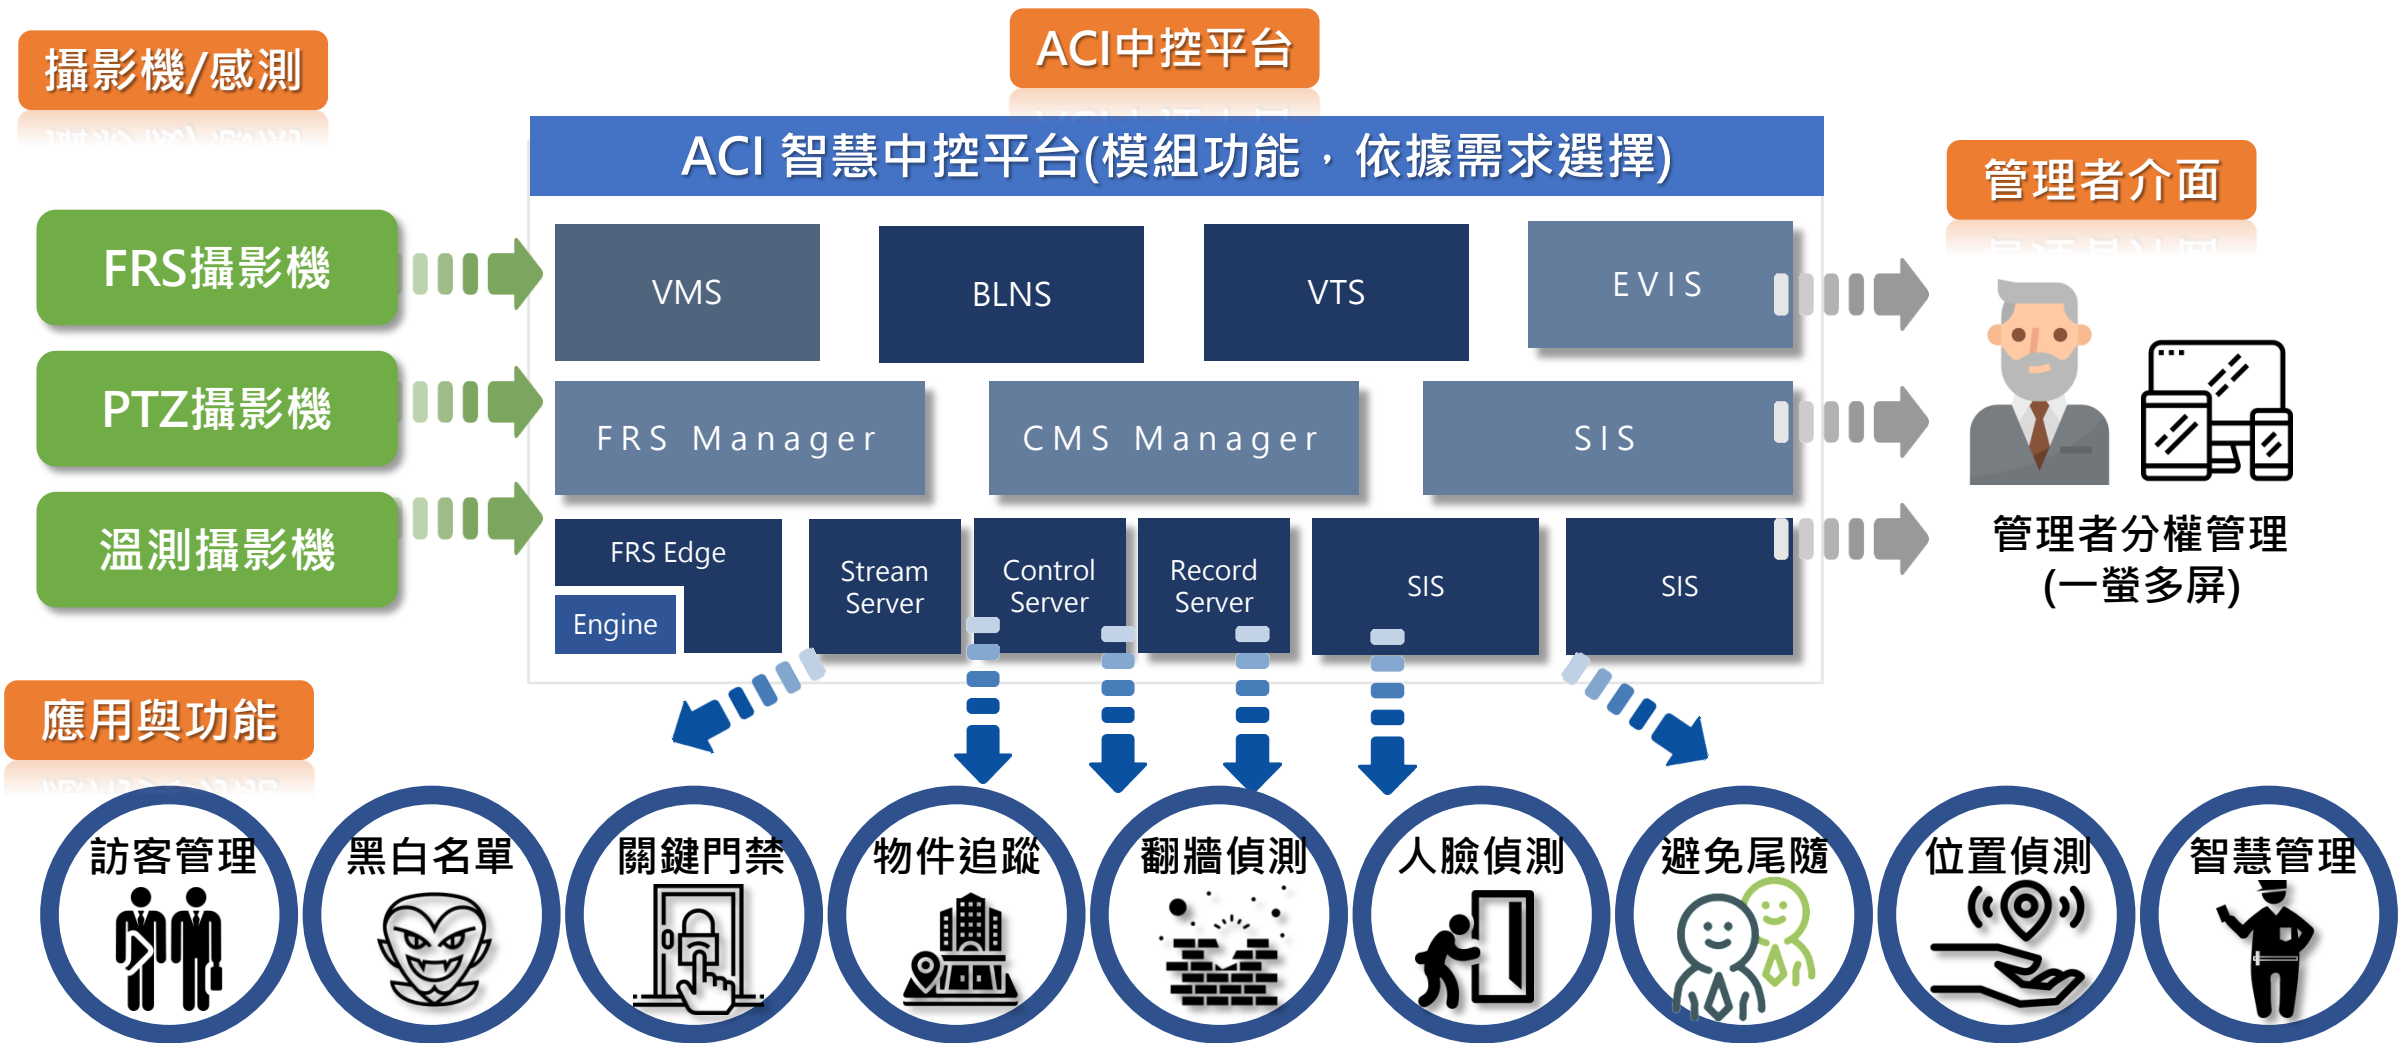 攝影機/感測
ACI中控平台
ACI 智慧中控平台(模組功能，依據需求選擇)
管理者介面
FRS攝影機
PTZ攝影機
溫測攝影機
VMS
BLNS
VTS
EVIS
FRS Manager
CMS Manager
SIS
FRS Edge
Engine
Stream
Server
Control
Server
Record
Server
SIS
SIS
管理者分權管理
(一螢多屏)
應用與功能
訪客管理
黑白名單
關鍵門禁
物件追蹤
翻牆偵測
人臉偵測
避免尾隨
位置偵測
智慧管理